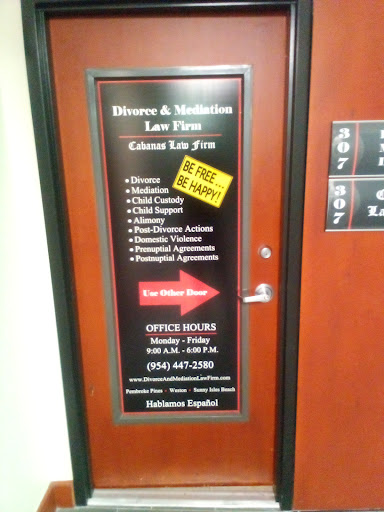 Divorce & Mediation
Law Firm
Cabanas Law Firm
BE FREE...
BE HAPPY!
•Divorce
•Mediation
•Child Custody
•Child Support
•Alimony
•Post-Divorce Actions
•Domestic Violence
•Prenuptial Agreements
•Postnuptial Agreements
Use Other Door
OFFICE HOURS
Monday - Friday
9:00 A.M. - 6:00 P.M.
(954) 447-2580
www.DivorceAndMediationLawFirm.com
Pembroke Pines - Weston - Sunny Isles Beach
Hablamos Español
307
307